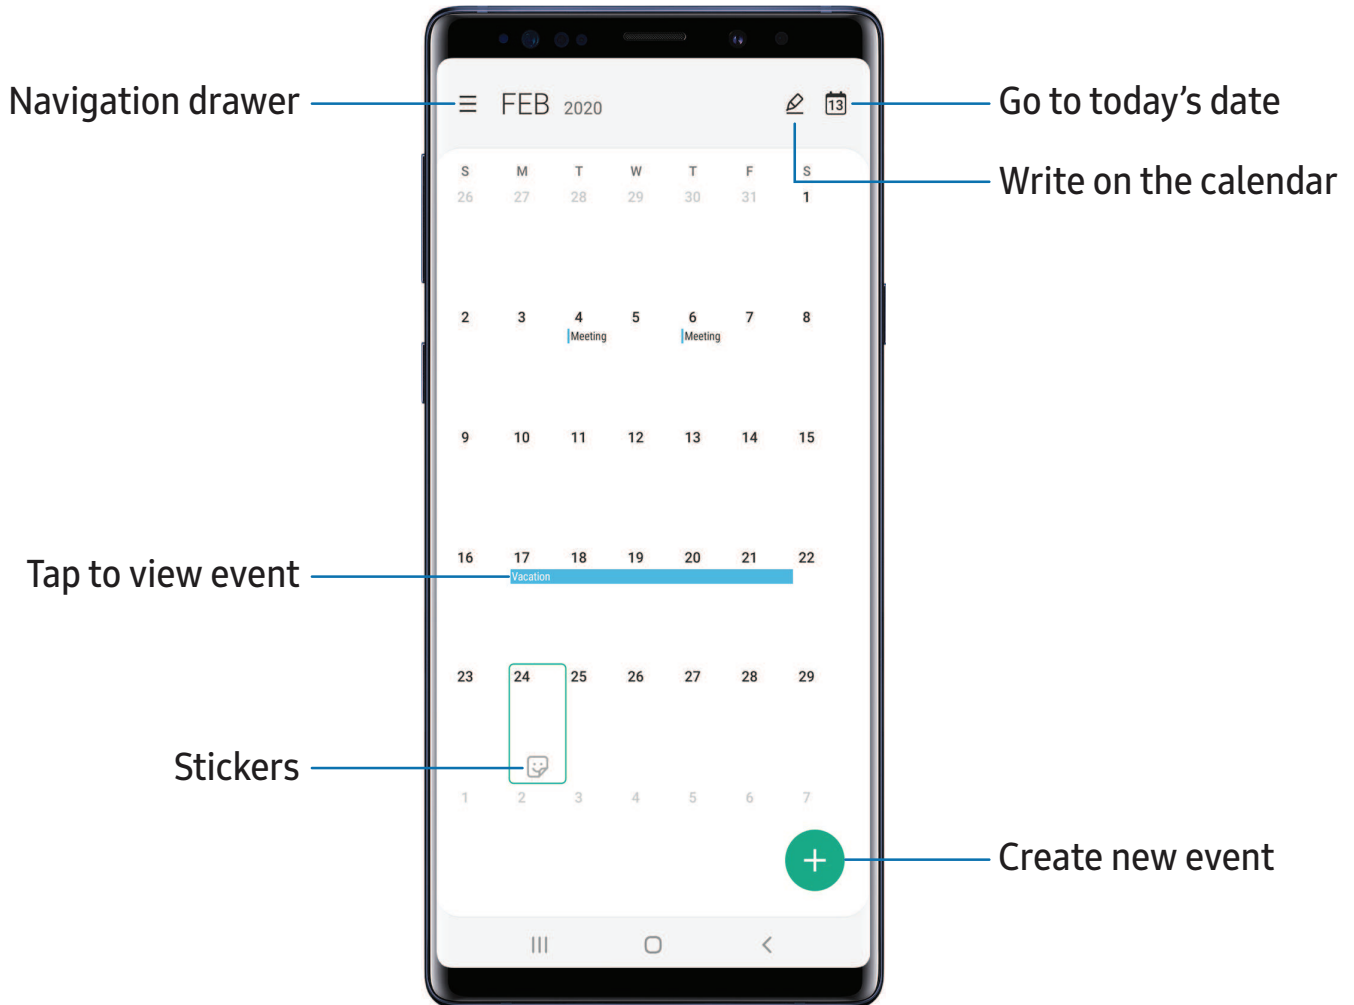 Navigation drawer
FEB 2020
13
Go to today's date
Write on the calendar
S M T W T F S
26 27 28 29 30 31 1
2 3 4 5 6 7 8
Meeting Meeting
9 10 11 12 13 14 15
16 17 18 19 20 21 22
Tap to view event
Vacation
23 24 25 26 27 28 29
Stickers
1 2 3 4 5 6 7
Create new event